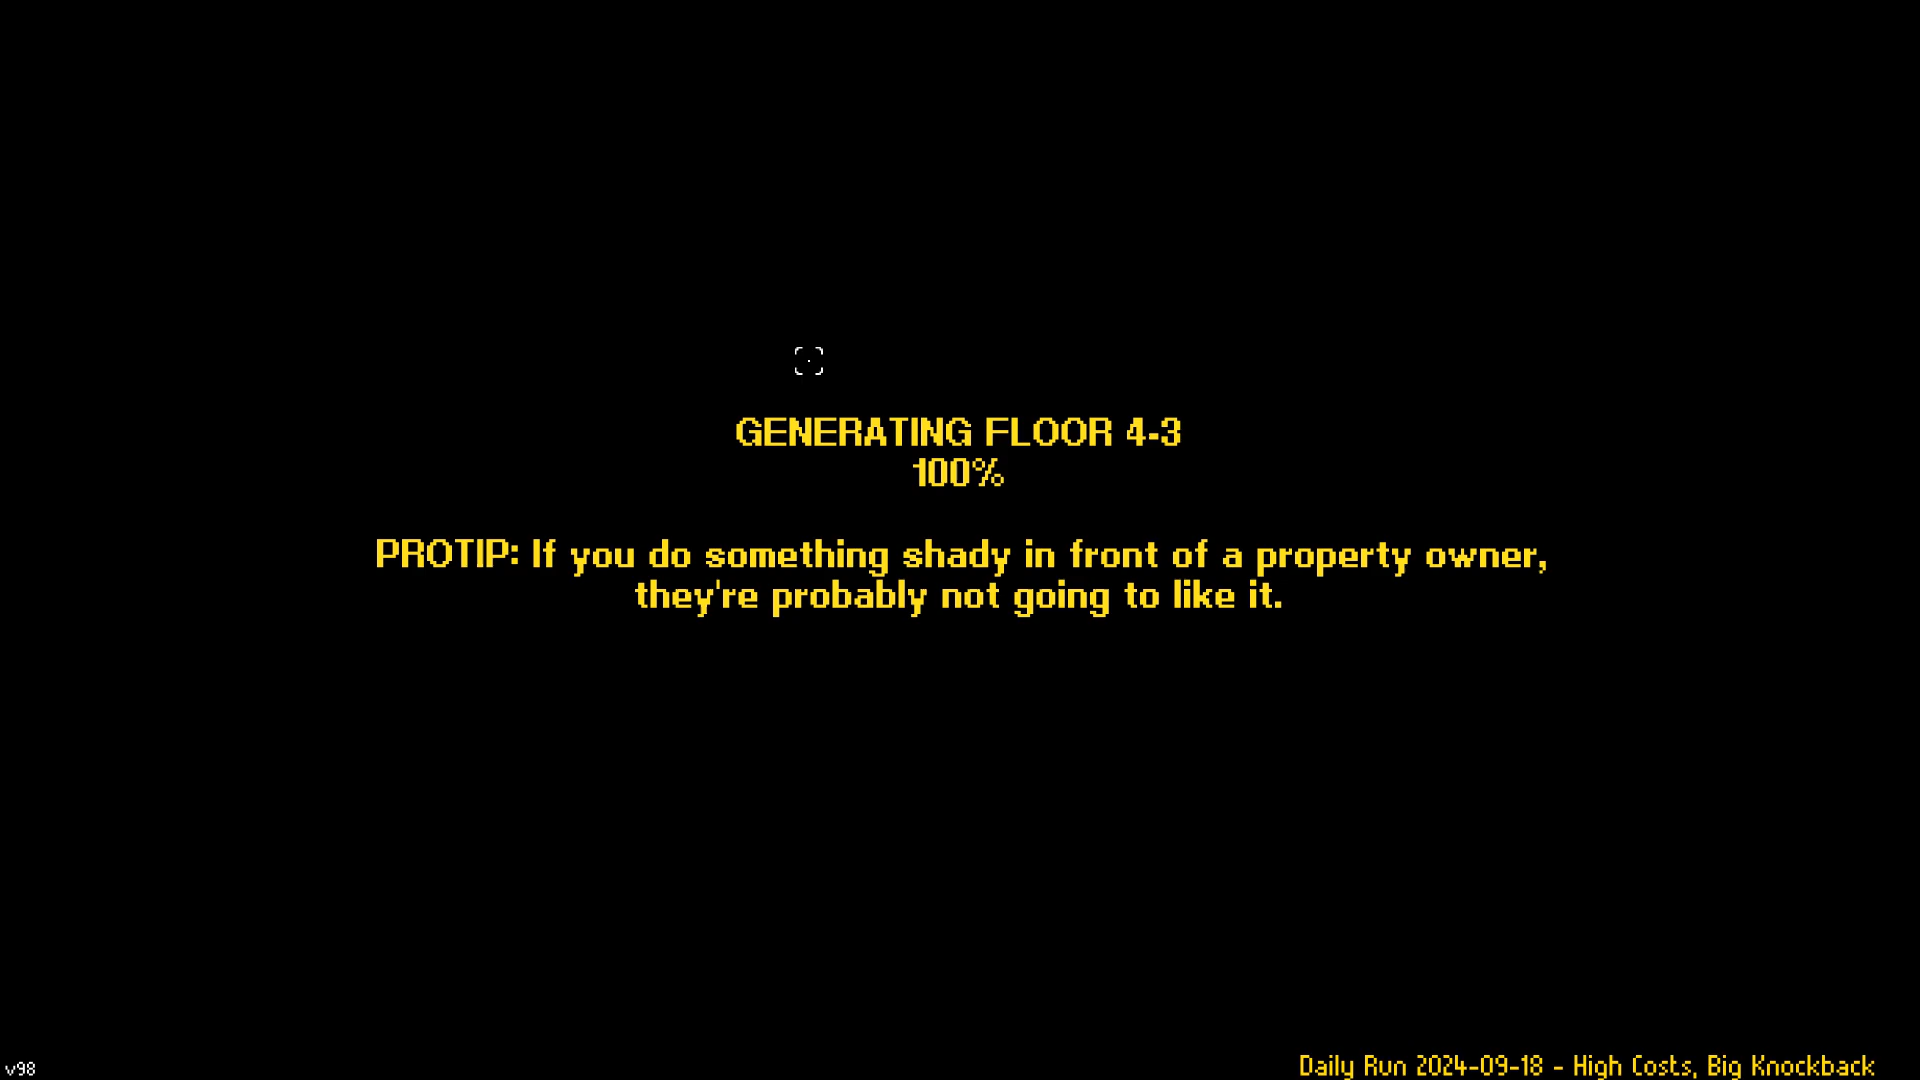 GENERATING FLOOR 4-3
100%
PROTIP: If you do something shady in front of a property owner,
they're probably not going to like it.
v98
Daily Run 2024-09-18 - High Costs, Big Knockback